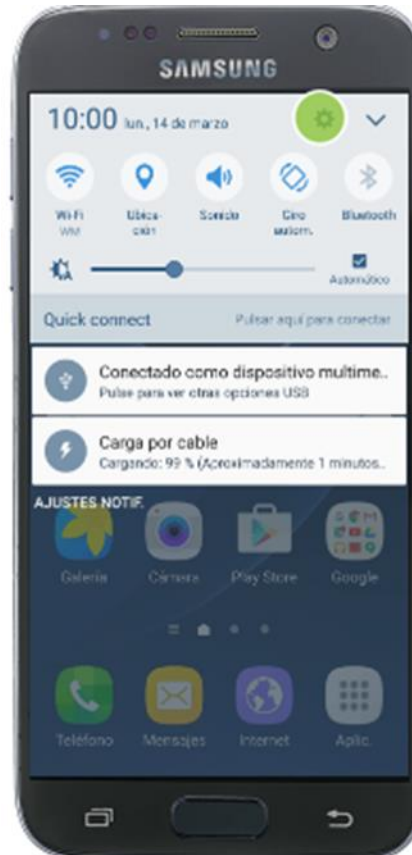 SAMSUNG
10:00 lun., 14 de marzo
Wi-Fi
WM
Ubica-
ción
Sonido
Giro
autom.
Bluetooth
A
Automático
Quick connect Pulsar aquí para conectar
Conectado como dispositivo multime..
Pulse para ver otras opciones USB
Carga por cable
Cargando: 99 % (Aproximadamente 1 minutos..
AJUSTES NOTIF.
Galería Cámara Play Store Google
Teléfono Mensajes Internet Aplic.